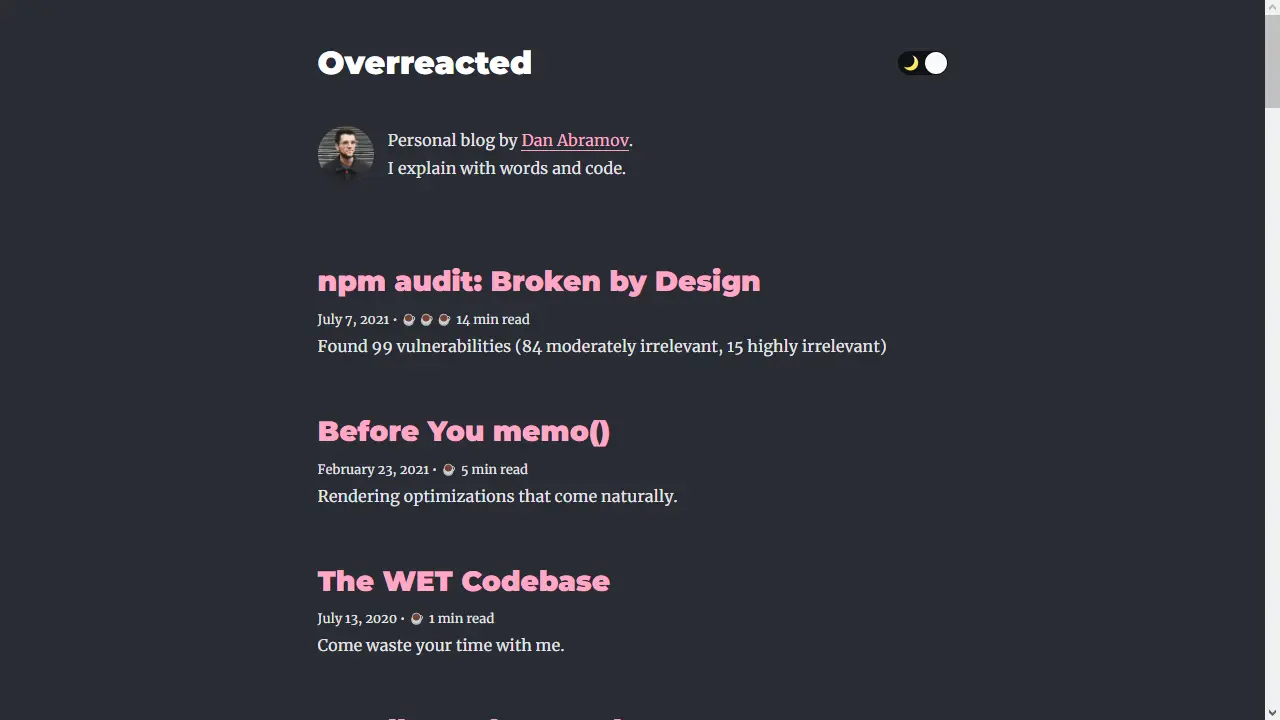 Overreacted
Personal blog by Dan Abramov.
I explain with words and code.
npm audit: Broken by Design
July 7, 2021 • ☕☕☕ 14 min read
Found 99 vulnerabilities (84 moderately irrelevant, 15 highly irrelevant)
Before You memo()
February 23, 2021 • ☕ 5 min read
Rendering optimizations that come naturally.
The WET Codebase
July 13, 2020 • ☕ 1 min read
Come waste your time with me.